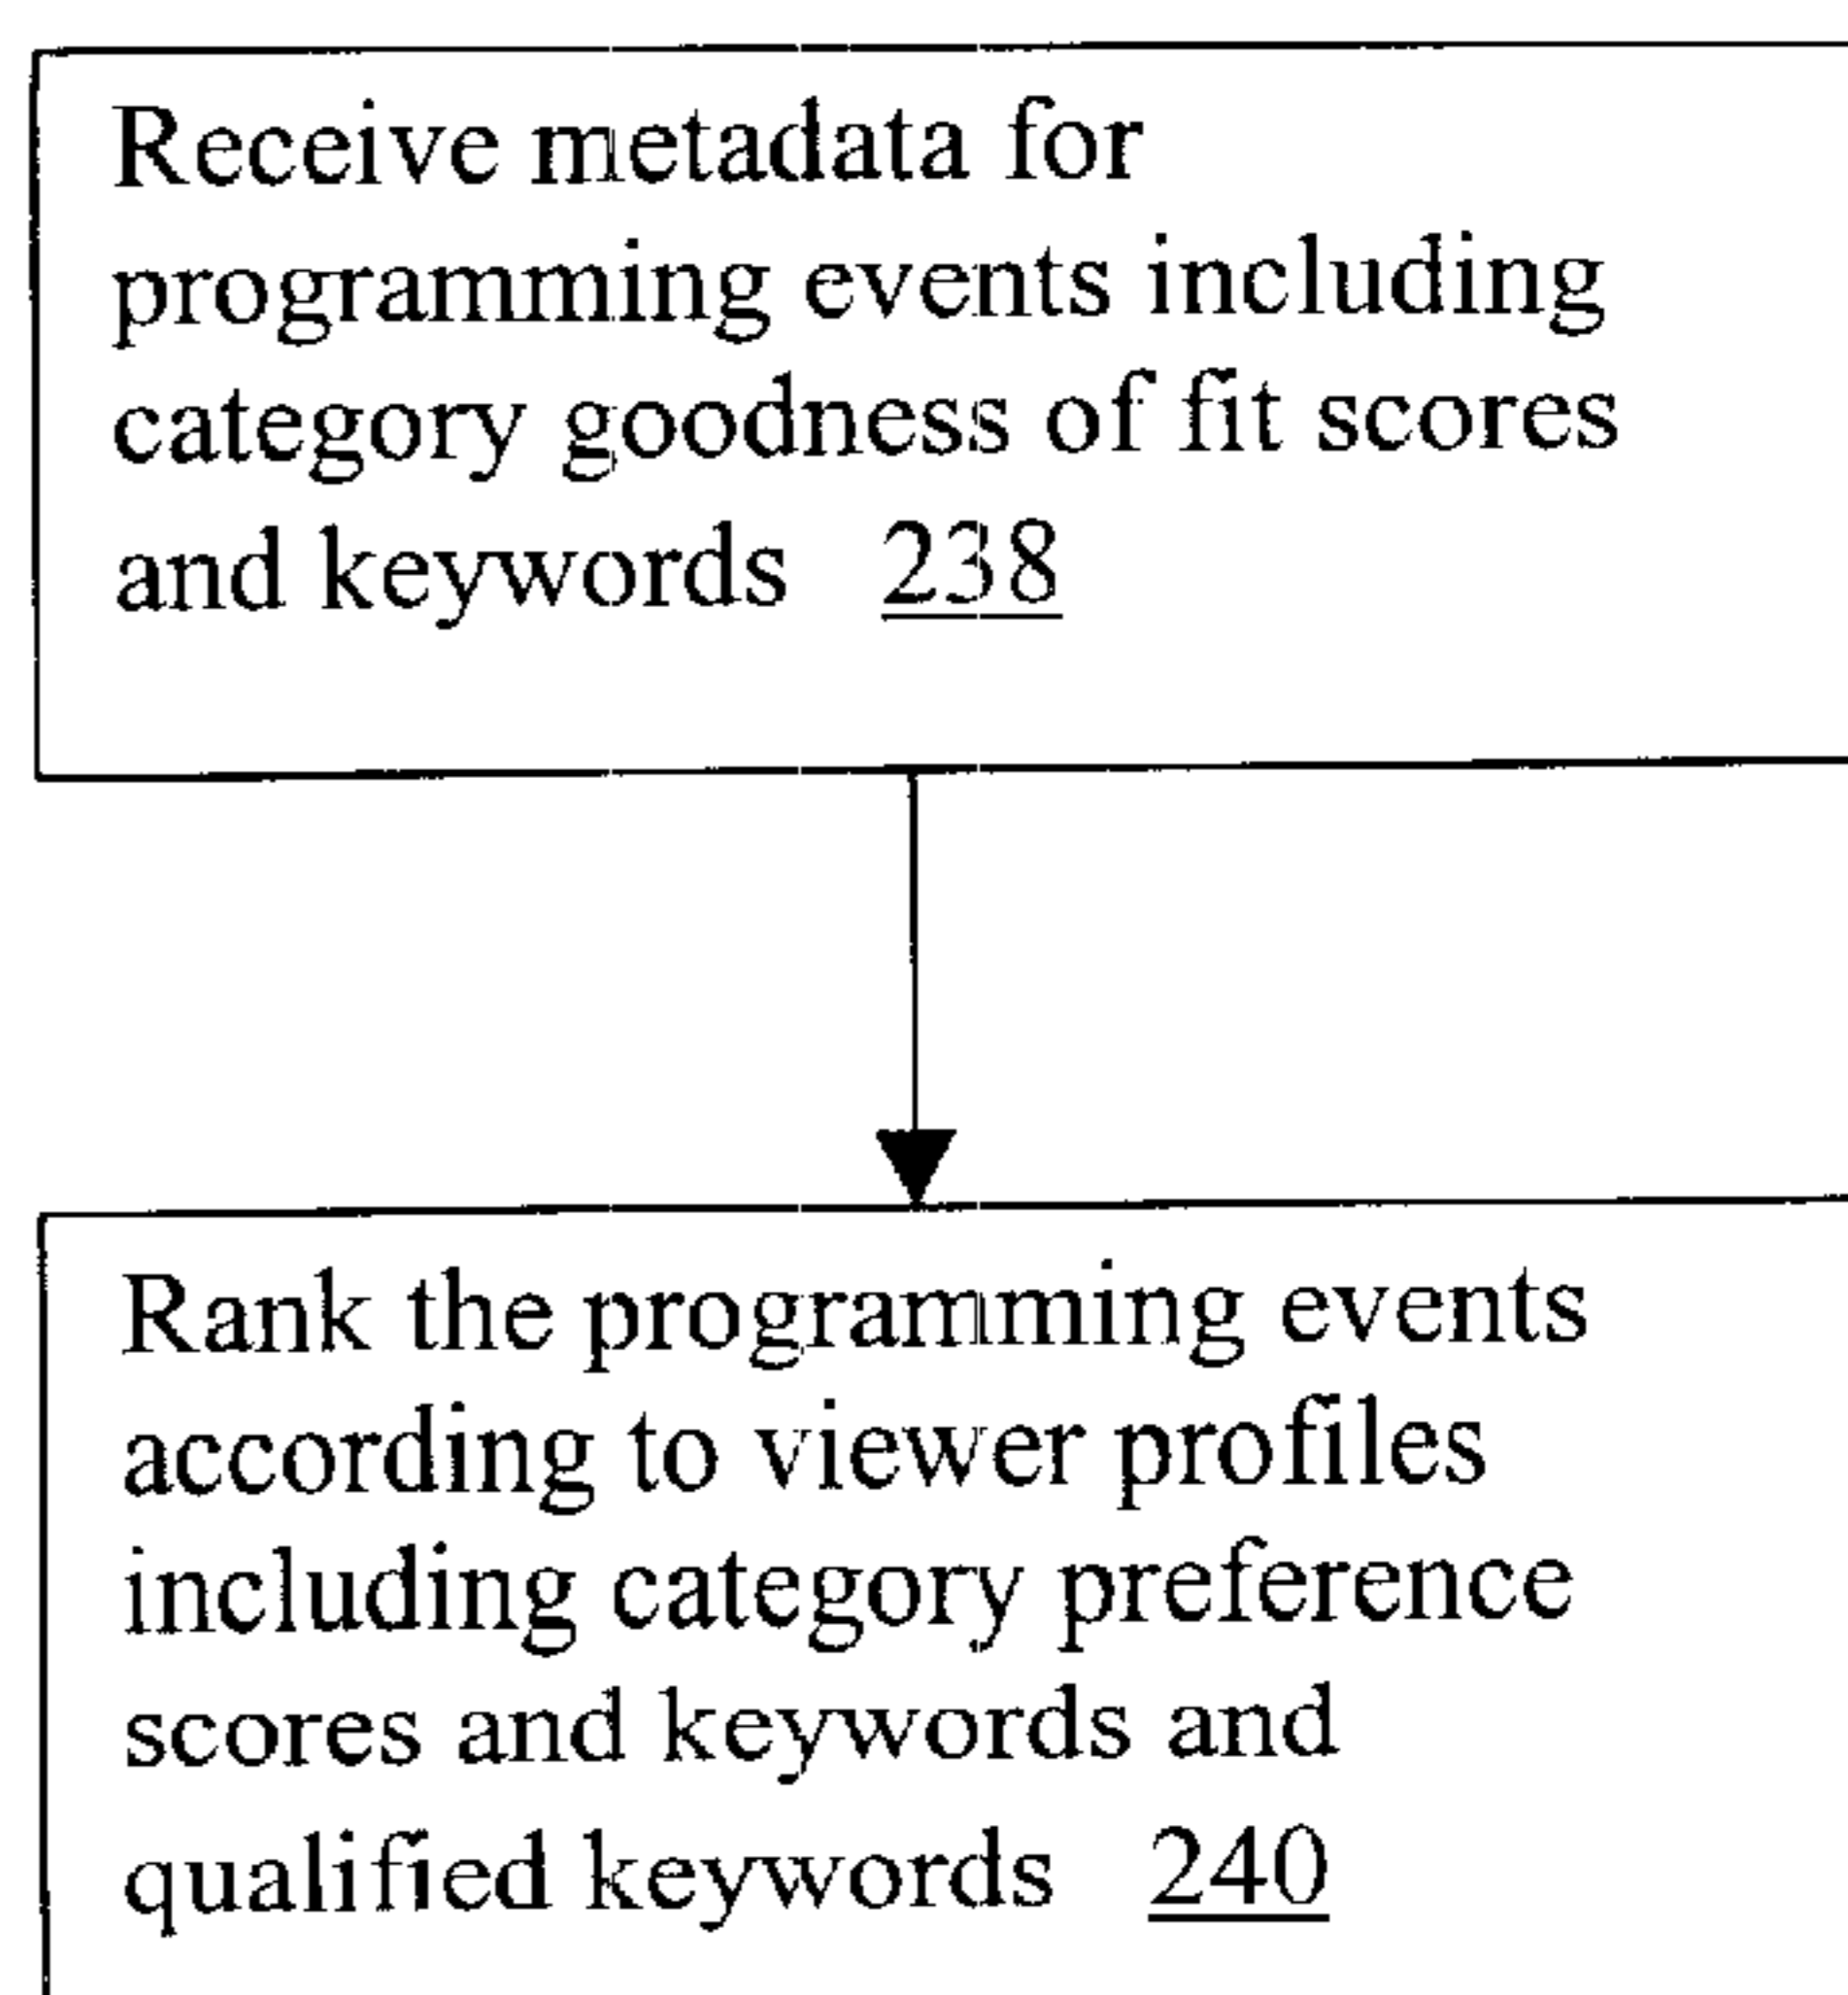 Receive metadata for
programming events including
category goodness of fit scores
and keywords 238
Rank the programming events
according to viewer profiles
including category preference
scores and keywords and
qualified keywords 240